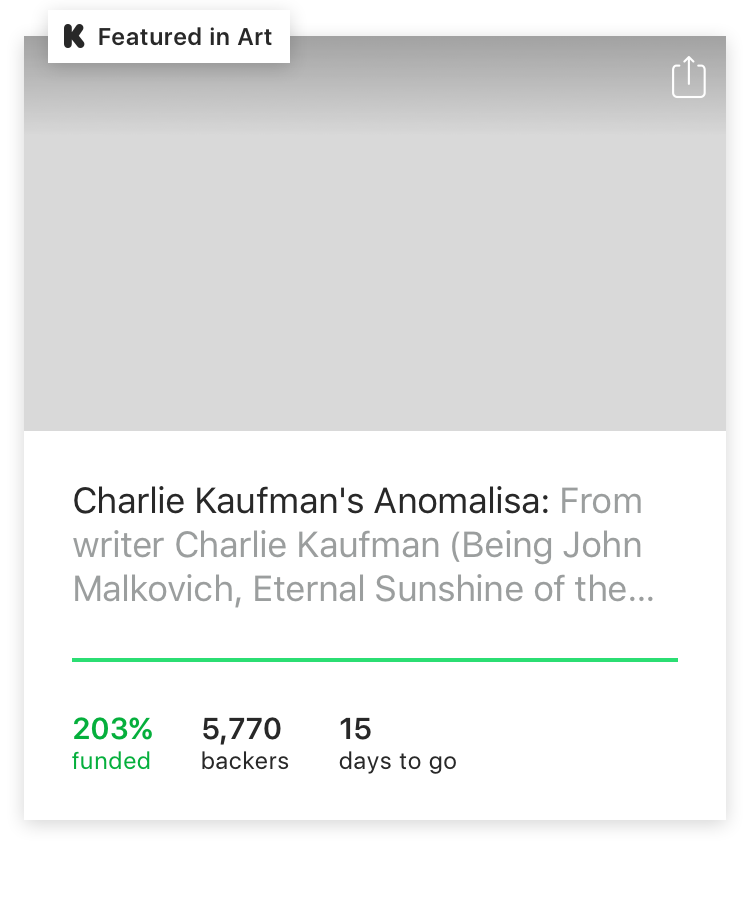 Featured in Art
Charlie Kaufman's Anomalisa: From
writer Charlie Kaufman (Being John
Malkovich, Eternal Sunshine of the...
203% 5,770 15
funded backers days to go